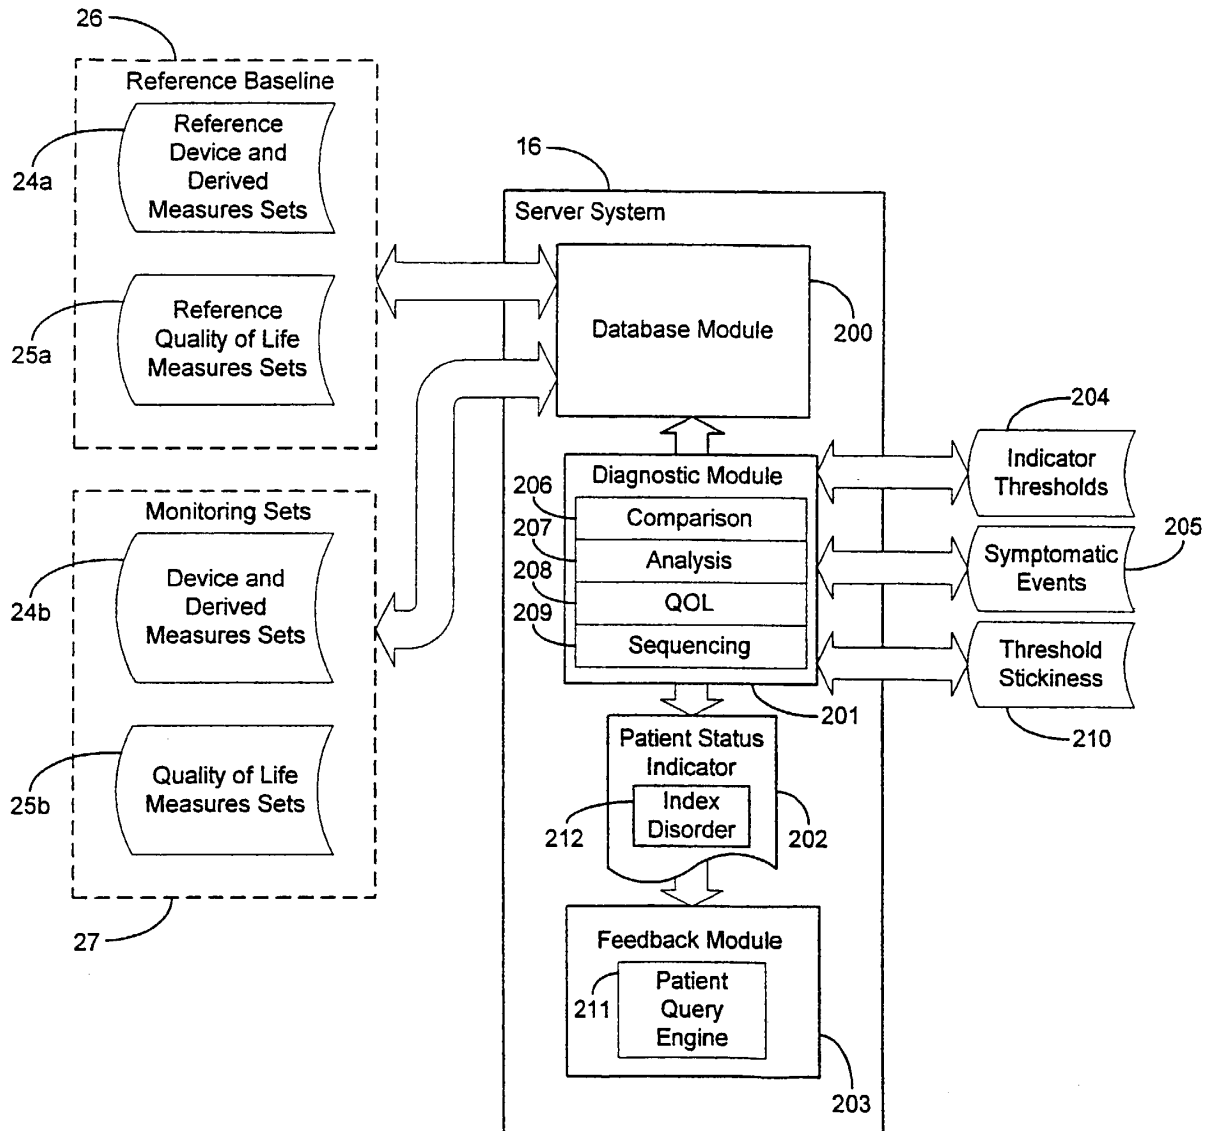 26
Reference Baseline
Reference
Device and
Derived
Measures Sets
24a
Reference
Quality of Life
Measures Sets
25a
Monitoring Sets
Device and
Derived
Measures Sets
24b
Quality of Life
Measures Sets
25b
27
16
Server System
Database Module
200
Diagnostic Module
206
Comparison
207
Analysis
208
QOL
209
Sequencing
201
204
Indicator
Thresholds
Symptomatic
Events
205
Threshold
Stickiness
210
Patient Status
Indicator
Index
Disorder
212
202
Feedback Module
Patient
Query
Engine
211
203